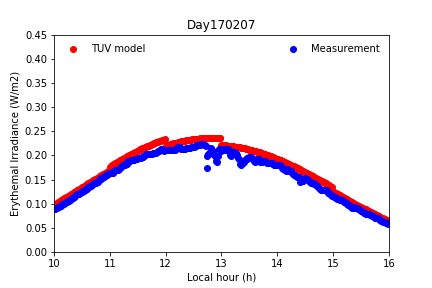 Day170207
TUV model
Measurement
Erythemal Irradiance (W/m2)
0.45
0.40
0.35
0.30
0.25
0.20
0.15
0.10
0.05
0.00
10 11 12 13 14 15 16
Local hour (h)